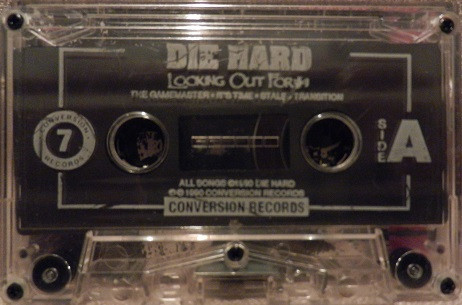 DIE HARD
LOOKING OUT FOR #1
THE GAMEMASTER • IT'S TIME • STALE • TRANSITION
CONVERSION
7
RECORDS
SIDE A
ALL SONGS ©1990 DIE HARD
℗© 1990 CONVERSION RECORDS
CONVERSION RECORDS